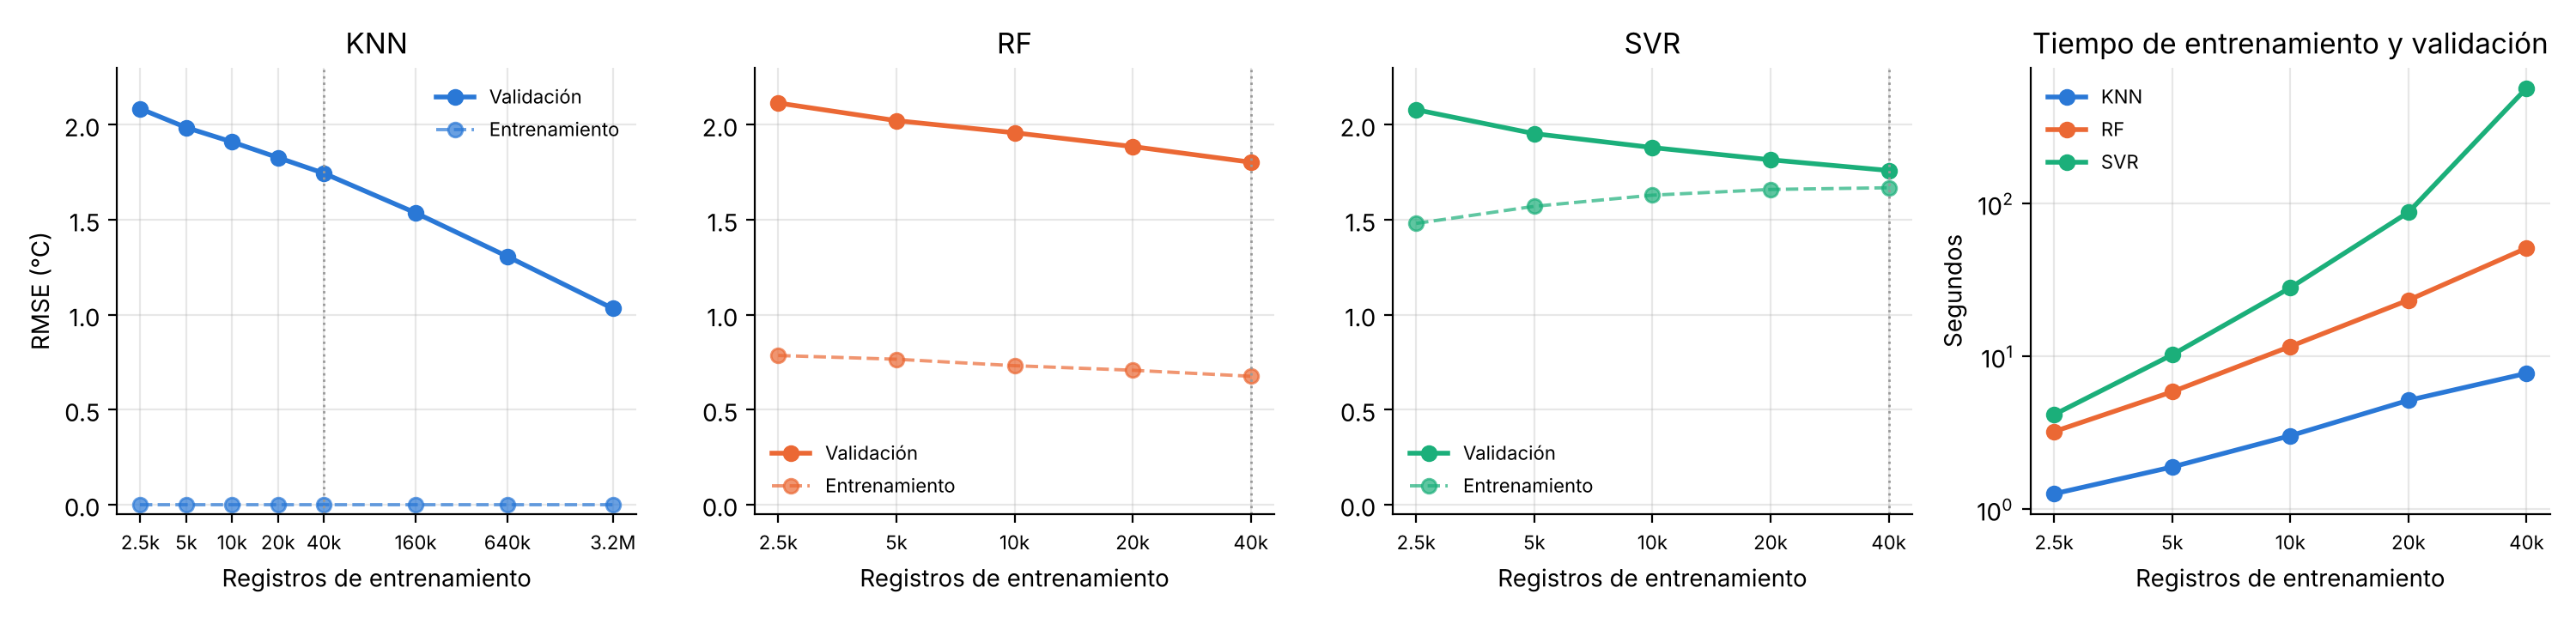 KNN
RMSE (°C)
2.0
1.5
1.0
0.5
0.0
Validación
Entrenamiento
2.5k 5k 10k 20k 40k 160k 640k 3.2M
Registros de entrenamiento
RF
2.0
1.5
1.0
0.5
0.0
Validación
Entrenamiento
2.5k 5k 10k 20k 40k
Registros de entrenamiento
SVR
2.0
1.5
1.0
0.5
0.0
Validación
Entrenamiento
2.5k 5k 10k 20k 40k
Registros de entrenamiento
Tiempo de entrenamiento y validación
Segundos
KNN
RF
SVR
10²
10¹
10⁰
2.5k 5k 10k 20k 40k
Registros de entrenamiento